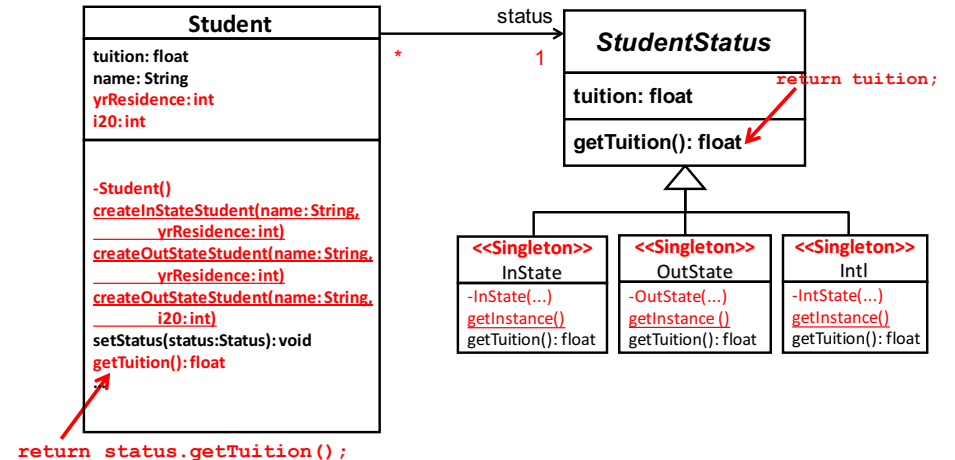 Student
tuition: float
name: String
yrResidence: int
i20: int
-Student()
createInStateStudent(name: String,
yrResidence: int)
createOutStateStudent(name: String,
yrResidence: int)
createOutStateStudent(name: String,
i20: int)
setStatus(status:Status): void
getTuition(): float
...
return status.getTuition();
status
*
1
StudentStatus
tuition: float
return tuition;
getTuition(): float
<<Singleton>>
InState
-InState(...)
getInstance()
getTuition(): float
<<Singleton>>
OutState
-OutState(...)
getInstance ()
getTuition(): float
<<Singleton>>
Intl
-IntState(...)
getInstance()
getTuition(): float